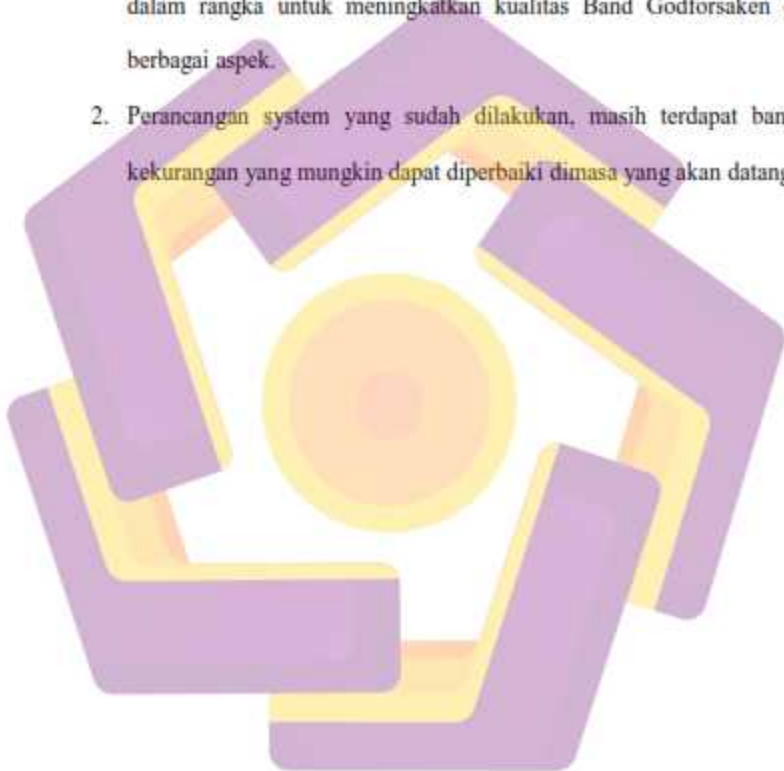 dalam rangka untuk meningkatkan kualitas Band Godforsaken
berbagai aspek.
2. Perancangan system yang sudah dilakukan, masih terdapat
kekurangan yang mungkin dapat diperbaiki dimasa yang akan datang